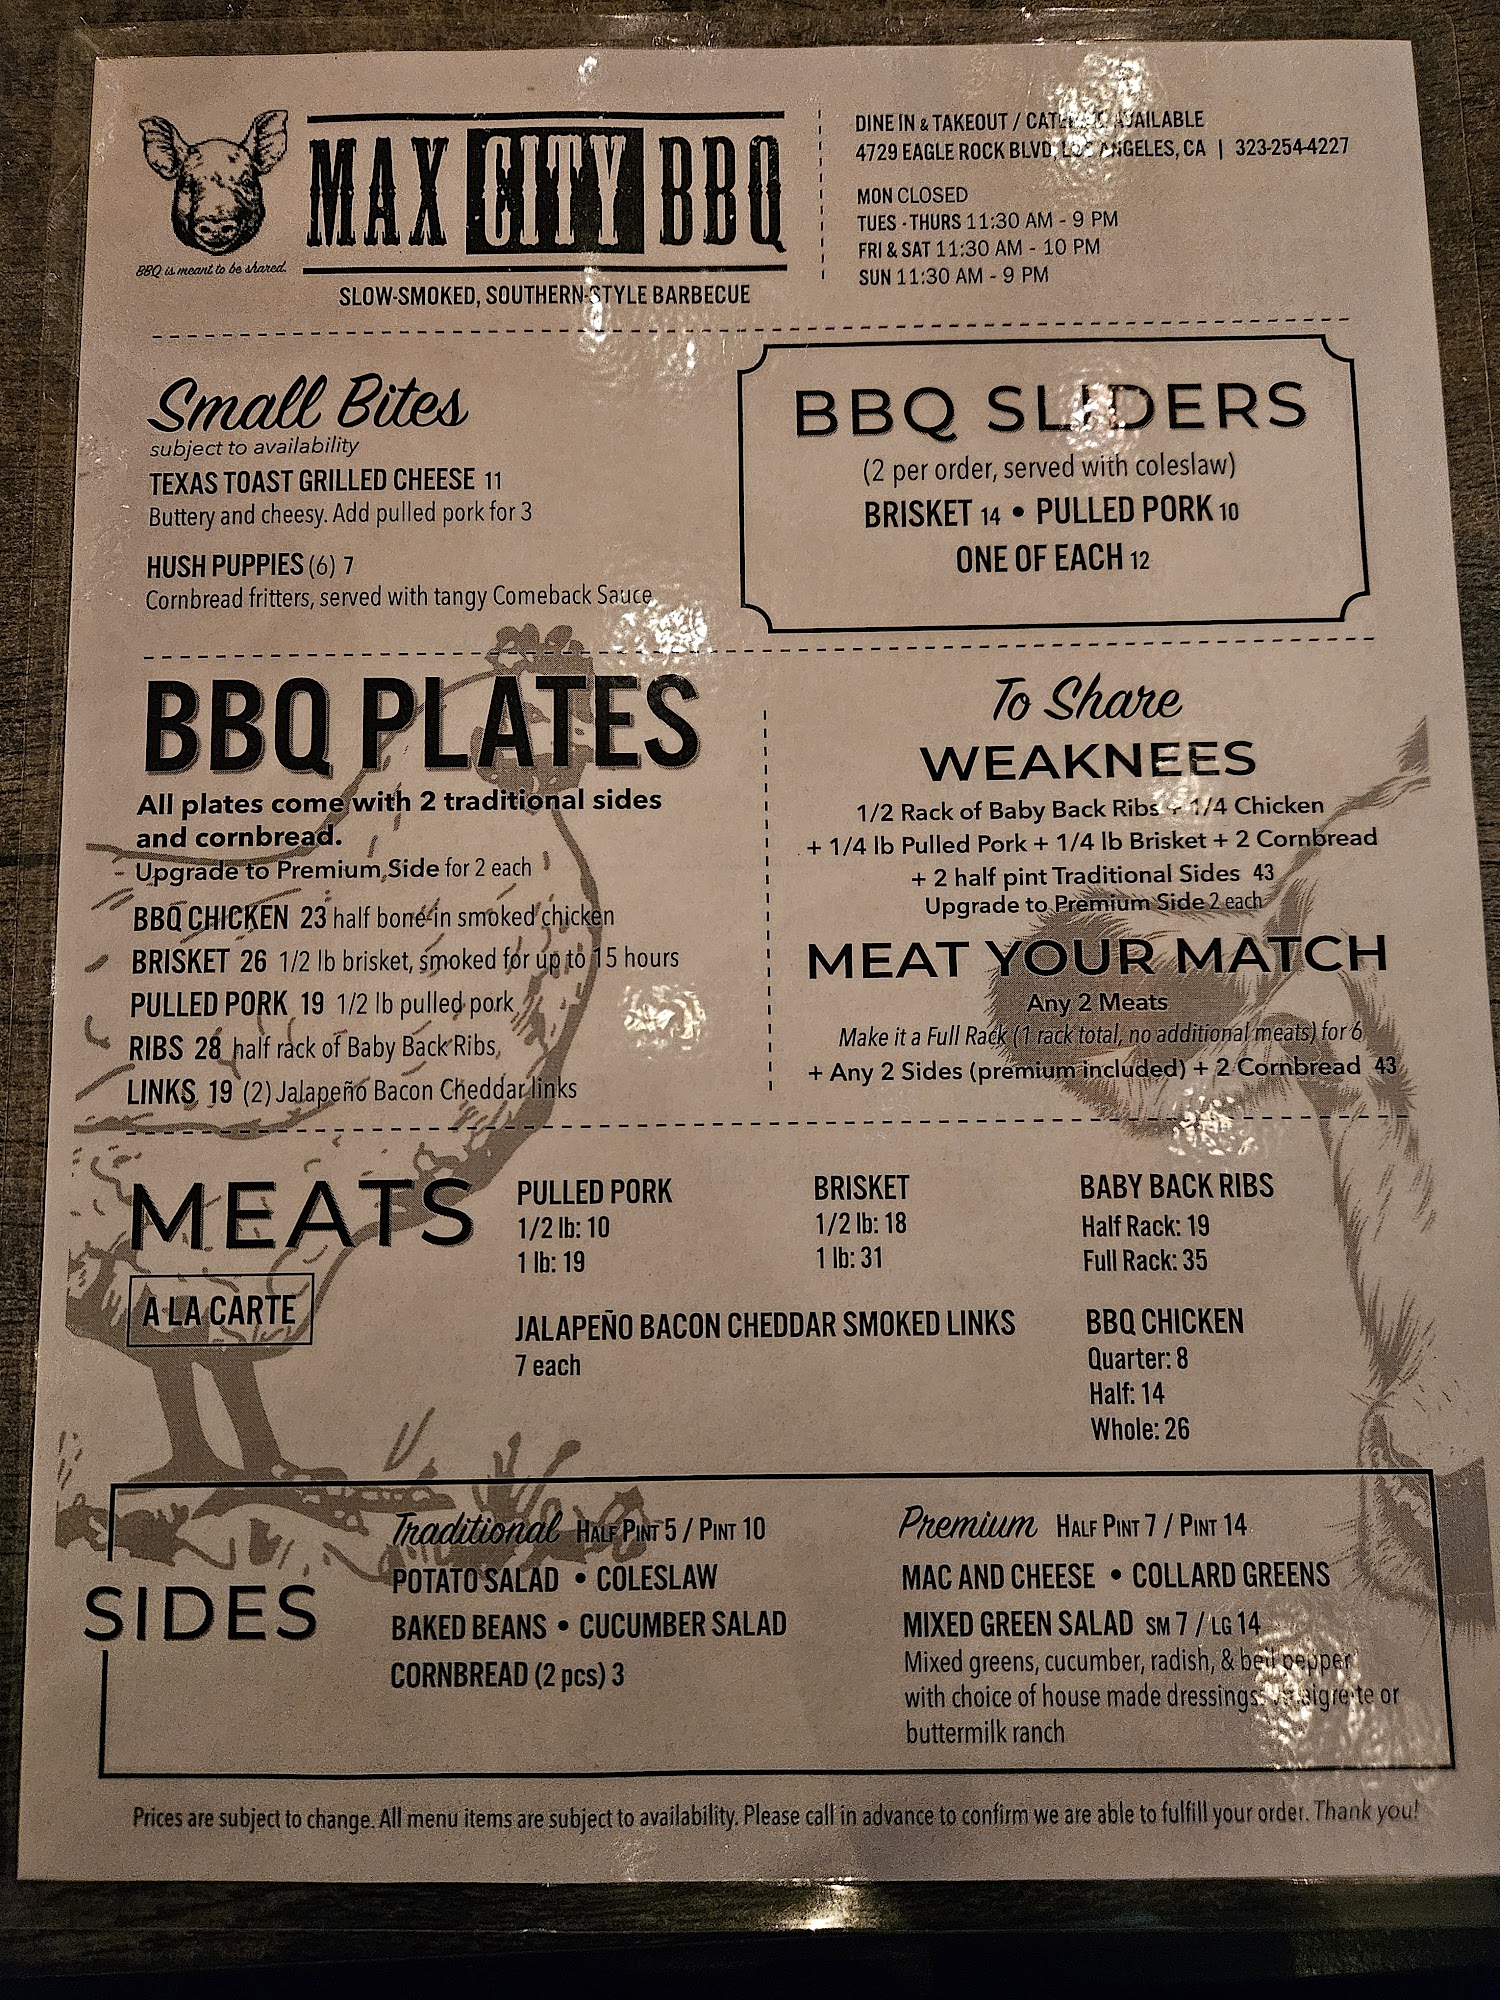 MAX CITY BBQ
BBQ is meant to be shared.
SLOW-SMOKED, SOUTHERN-STYLE BARBECUE
DINE IN & TAKEOUT / CATERING AVAILABLE
4729 EAGLE ROCK BLVD, LOS ANGELES, CA | 323-254-4227
MON CLOSED
TUES - THURS 11:30 AM - 9 PM
FRI & SAT 11:30 AM - 10 PM
SUN 11:30 AM - 9 PM
Small Bites
subject to availability
TEXAS TOAST GRILLED CHEESE 11
Buttery and cheesy. Add pulled pork for 3
HUSH PUPPIES (6) 7
Cornbread fritters, served with tangy Comeback Sauce
BBQ SLIDERS
(2 per order, served with coleslaw)
BRISKET 14 • PULLED PORK 10
ONE OF EACH 12
BBQ PLATES
All plates come with 2 traditional sides
and cornbread.
Upgrade to Premium Side for 2 each
BBQ CHICKEN 23 half bone-in smoked chicken
BRISKET 26 1/2 lb brisket, smoked for up to 15 hours
PULLED PORK 19 1/2 lb pulled pork
RIBS 28 half rack of Baby Back Ribs
LINKS 19 (2) Jalapeño Bacon Cheddar links
To Share
WEAKNEES
1/2 Rack of Baby Back Ribs + 1/4 Chicken
+ 1/4 lb Pulled Pork + 1/4 lb Brisket + 2 Cornbread
+ 2 half pint Traditional Sides 43
Upgrade to Premium Side 2 each
MEAT YOUR MATCH
Any 2 Meats
Make it a Full Rack (1 rack total, no additional meats) for 6
+ Any 2 Sides (premium included) + 2 Cornbread 43
MEATS
A LA CARTE
PULLED PORK
1/2 lb: 10
1 lb: 19
BRISKET
1/2 lb: 18
1 lb: 31
BABY BACK RIBS
Half Rack: 19
Full Rack: 35
JALAPEÑO BACON CHEDDAR SMOKED LINKS
7 each
BBQ CHICKEN
Quarter: 8
Half: 14
Whole: 26
SIDES
Traditional HALF PINT 5 / PINT 10
POTATO SALAD • COLESLAW
BAKED BEANS • CUCUMBER SALAD
CORNBREAD (2 pcs) 3
Premium HALF PINT 7 / PINT 14
MAC AND CHEESE • COLLARD GREENS
MIXED GREEN SALAD SM 7 / LG 14
Mixed greens, cucumber, radish, & bell pepper
with choice of house made dressings: vinaigrette or
buttermilk ranch
Prices are subject to change. All menu items are subject to availability. Please call in advance to confirm we are able to fulfill your order. Thank you!